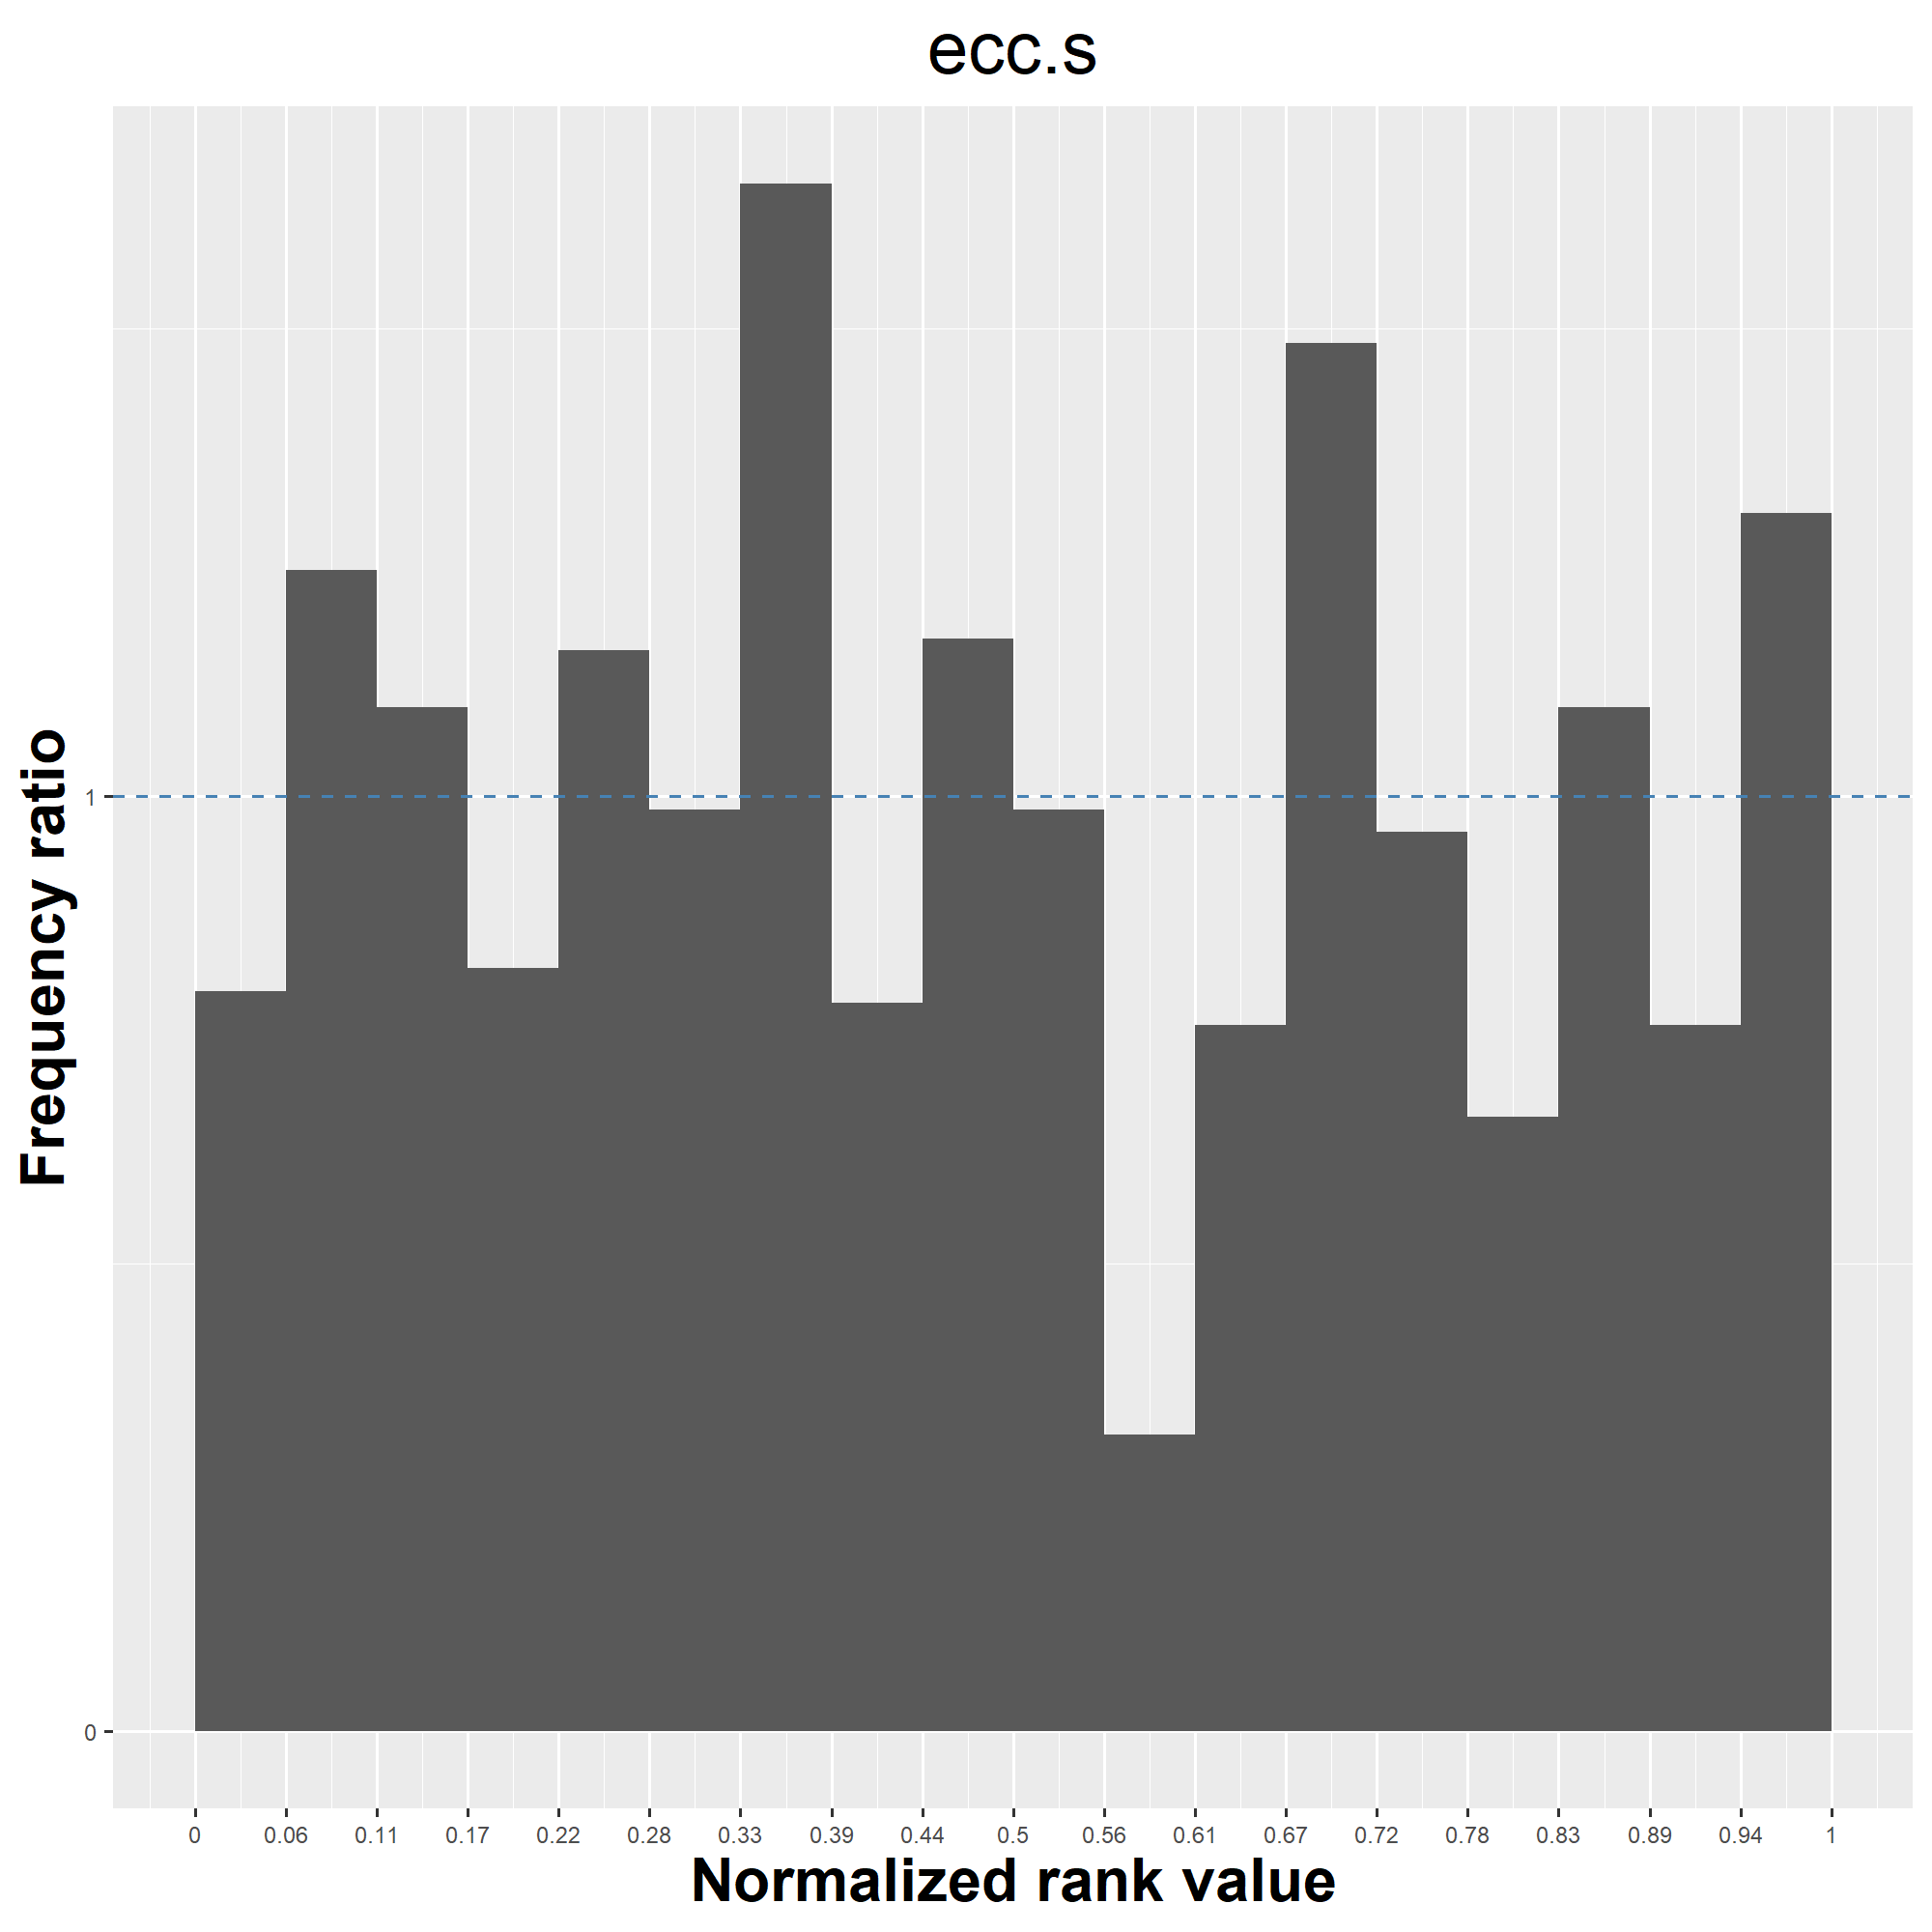 ecc.s
Frequency ratio
1
1
0
0 0.06 0.11 0.17 0.22 0.28 0.33 0.39 0.44 0.5 0.56 0.61 0.67 0.72 0.78 0.83 0.89 0.94 1
Normalized rank value